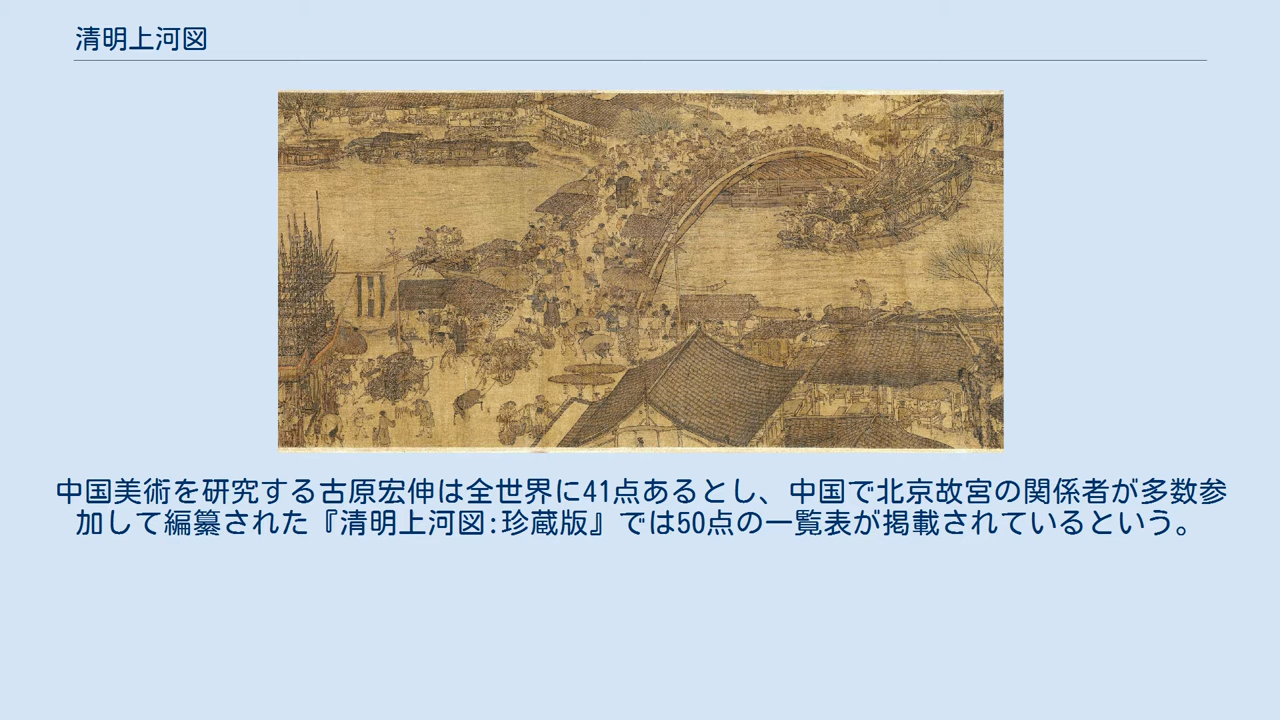 清明上河図
中国美術を研究する古原宏伸は全世界に41点あるとし、中国で北京故宮の関係者が多数参
加して編纂された『清明上河図:珍蔵版』では50点の一覧表が掲載されているという。